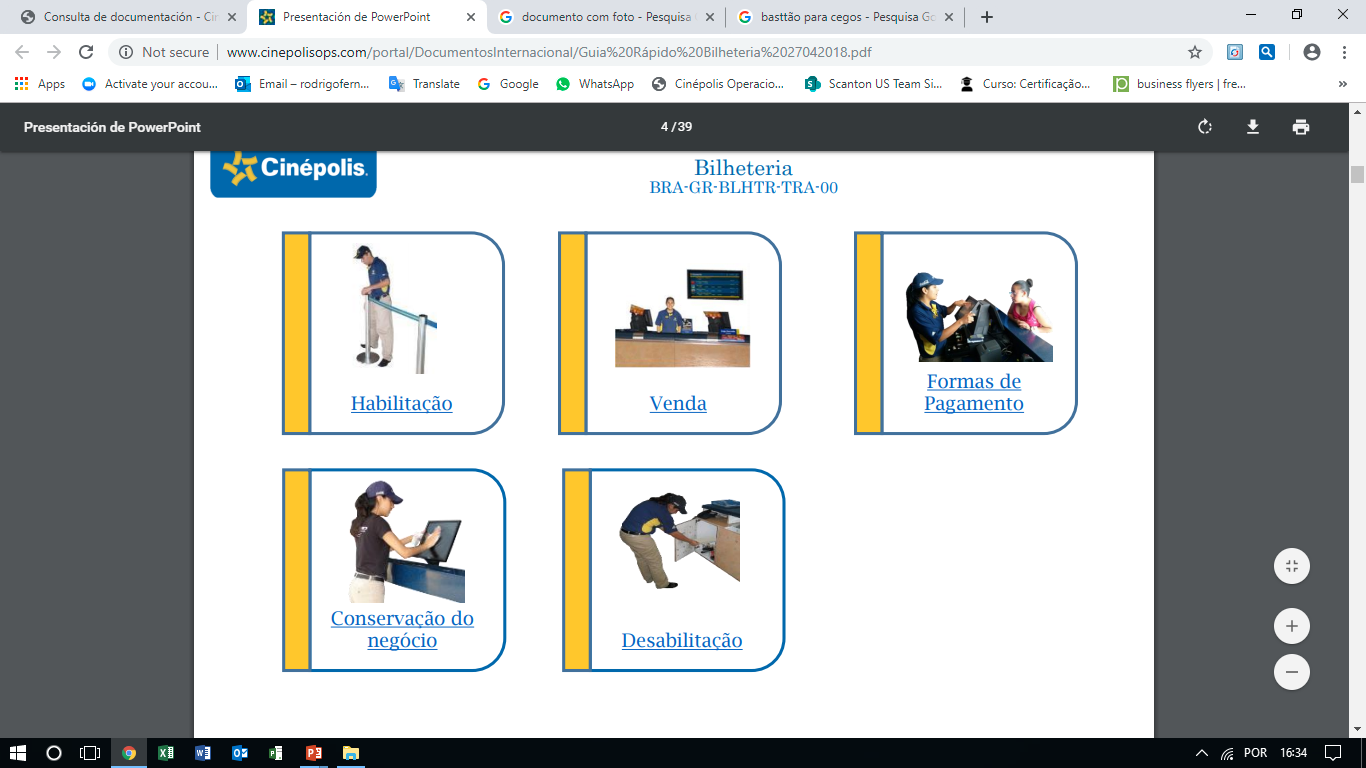 Consulta de documentación - Cin
Presentación de PowerPoint
documento com foto - Pesquisa
basttão para cegos - Pesquisa Go
Not secure
www.cinepolisops.com/portal/DocumentosInternacional/Guia%20Rápido%20Bilheteria%2027042018.pdf
Apps
Activate your accou...
Email – rodrigofern...
Translate
Google
WhatsApp
Cinépolis Operacio...
Scanton US Team Si...
Curso: Certificação...
business flyers | fre...
Presentación de PowerPoint
4 / 39
Cinépolis.
Bilheteria
BRA-GR-BLHTR-TRA-00
Habilitação
Venda
Formas de
Pagamento
Conservação do
negócio
Desabilitação
POR
16:34